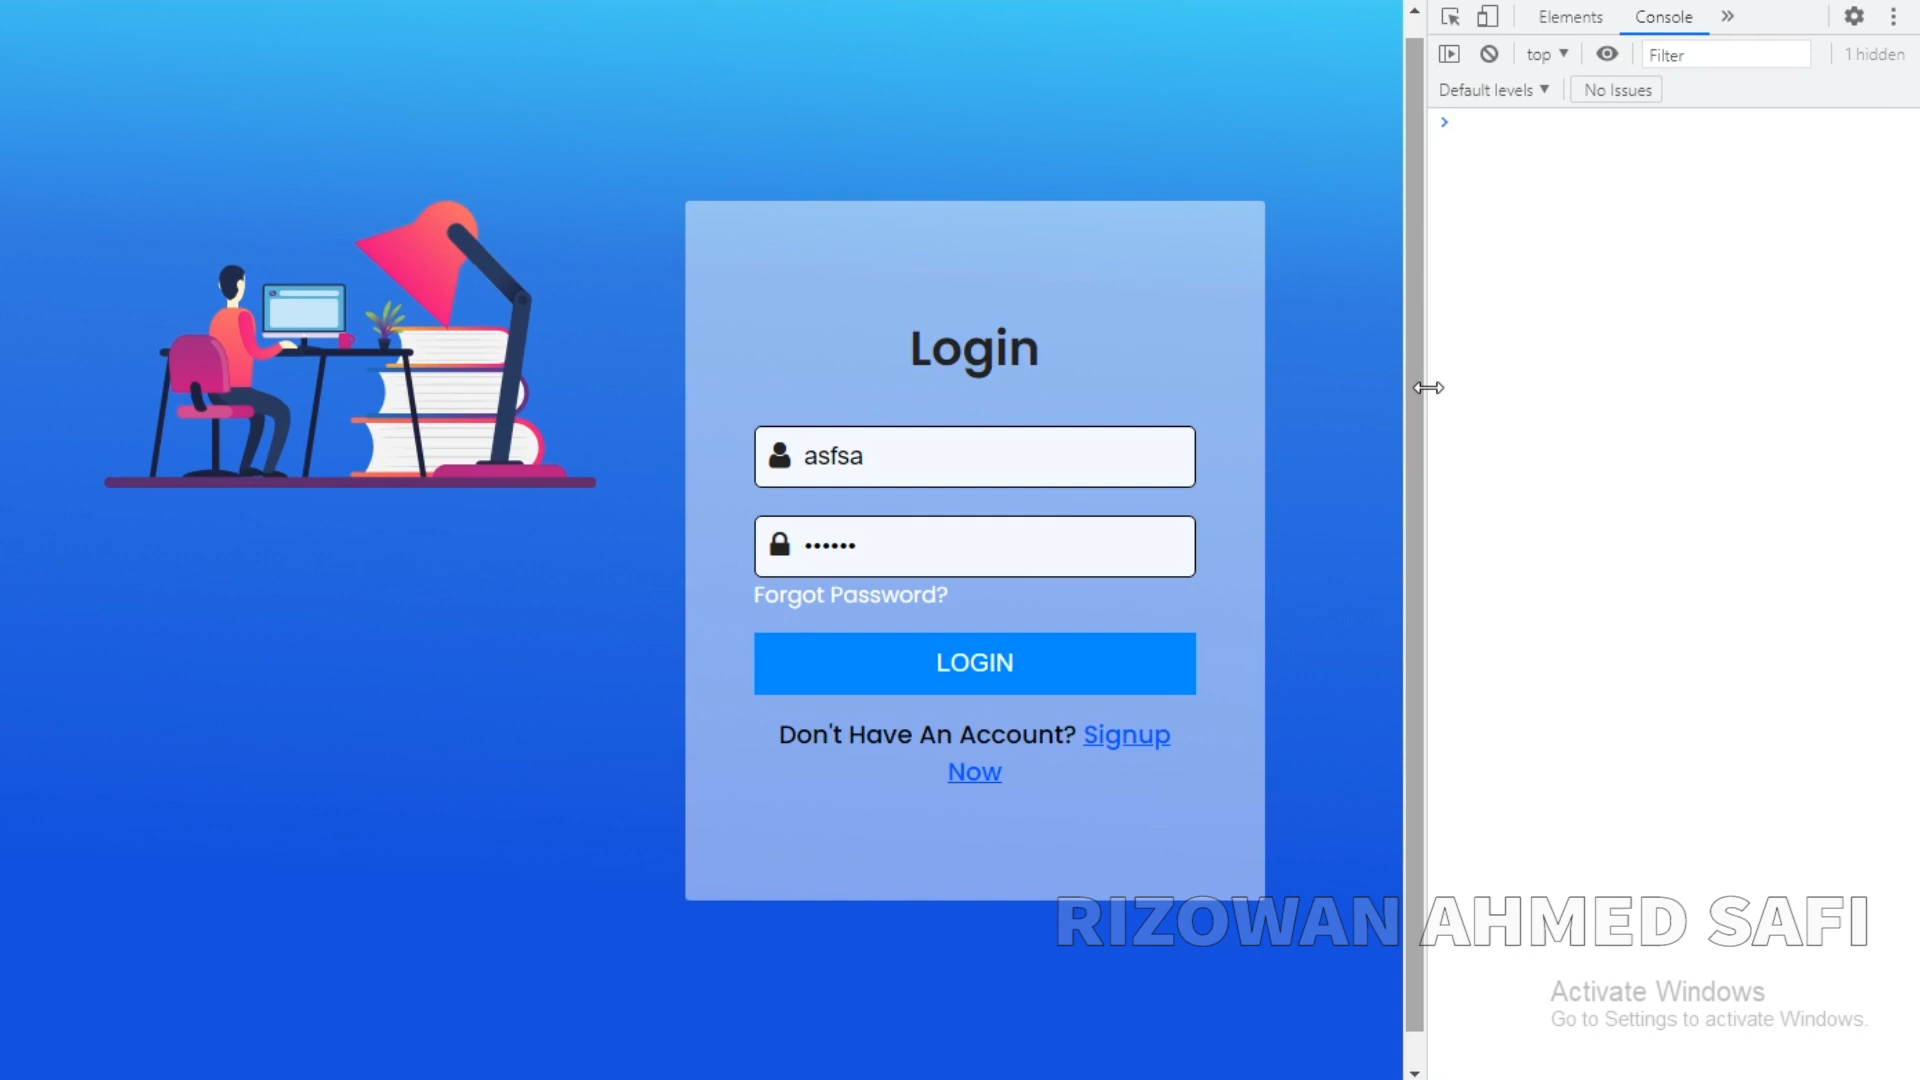 Elements
Console
top
Filter
1 hidden
Default levels
No Issues
Login
asfsa
••••••
Forgot Password?
LOGIN
Don't Have An Account? Signup
Now
RIZOWAN AHMED SAFI
Activate Windows
Go to Settings to activate Windows.